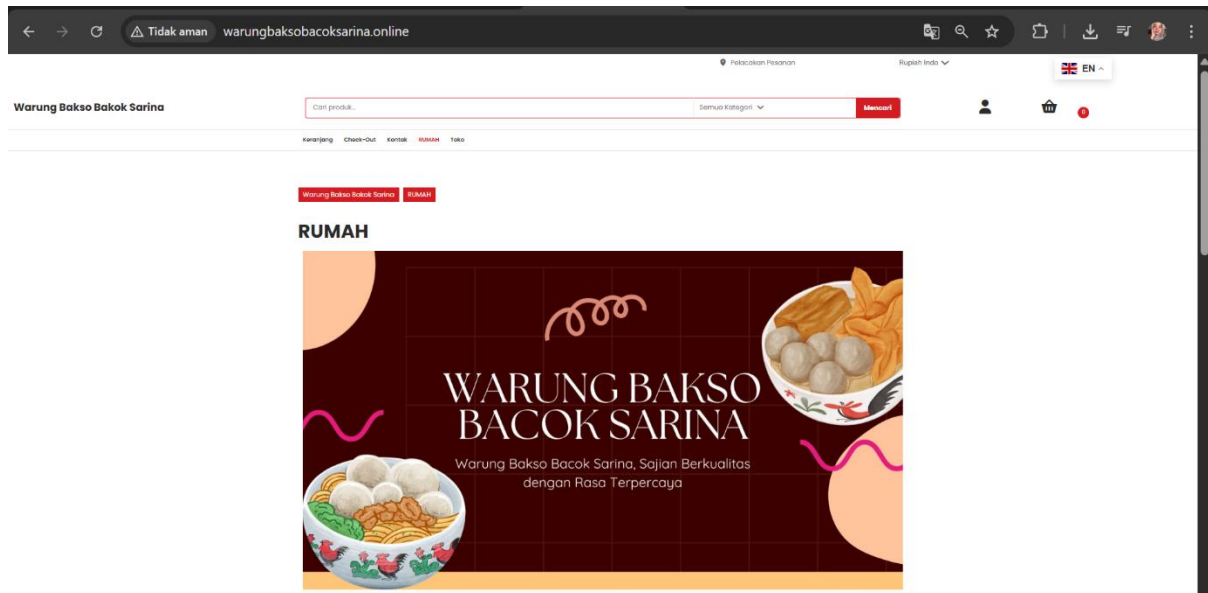 Tidak aman warungbaksobacoksarina.online
Pelacakan Pesanan Rupiah Indo
EN
Warung Bakso Bakok Sarina
Cari produk.. Semua Kategori Mencari
0
Keranjang Check-Out Kontak RUMAH Toko
Warung Bakso Bakok Sarina RUMAH
RUMAH
WARUNG BAKSO
BACOK SARINA
Warung Bakso Bacok Sarina, Sajian Berkualitas
dengan Rasa Terpercaya